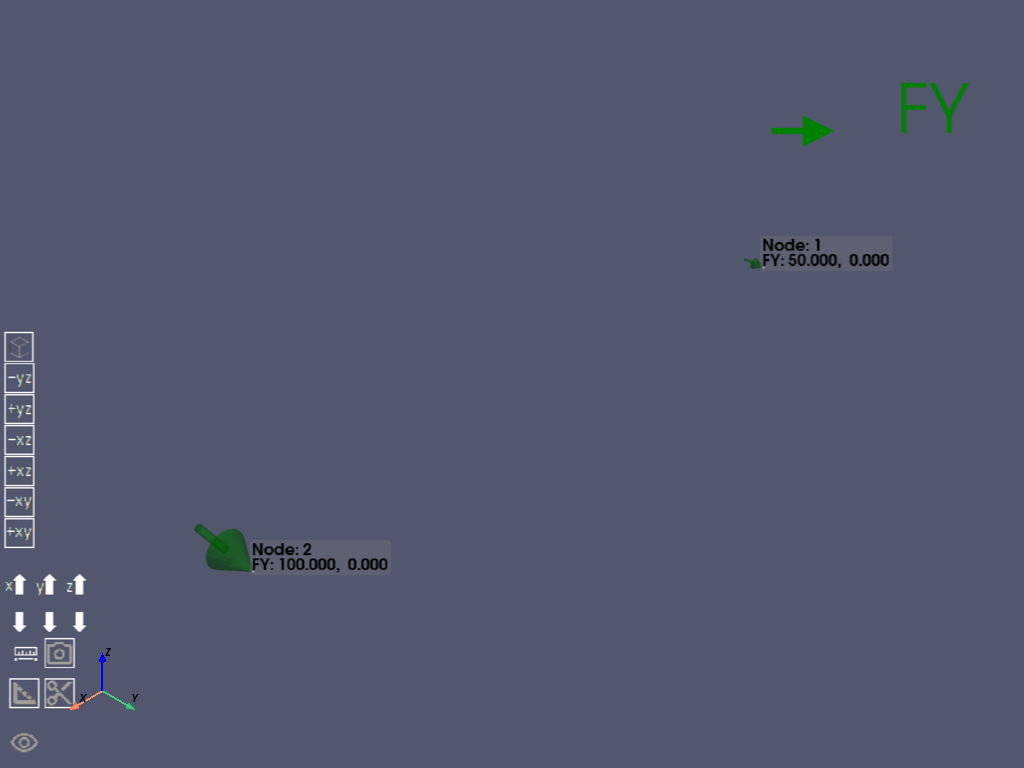 FY
Node: 1
FY: 50.000, 0.000
-yz
+yz
-xz
+xz
-xy
+xy
Node: 2
FY: 100.000, 0.000
x y z
Z
X Y